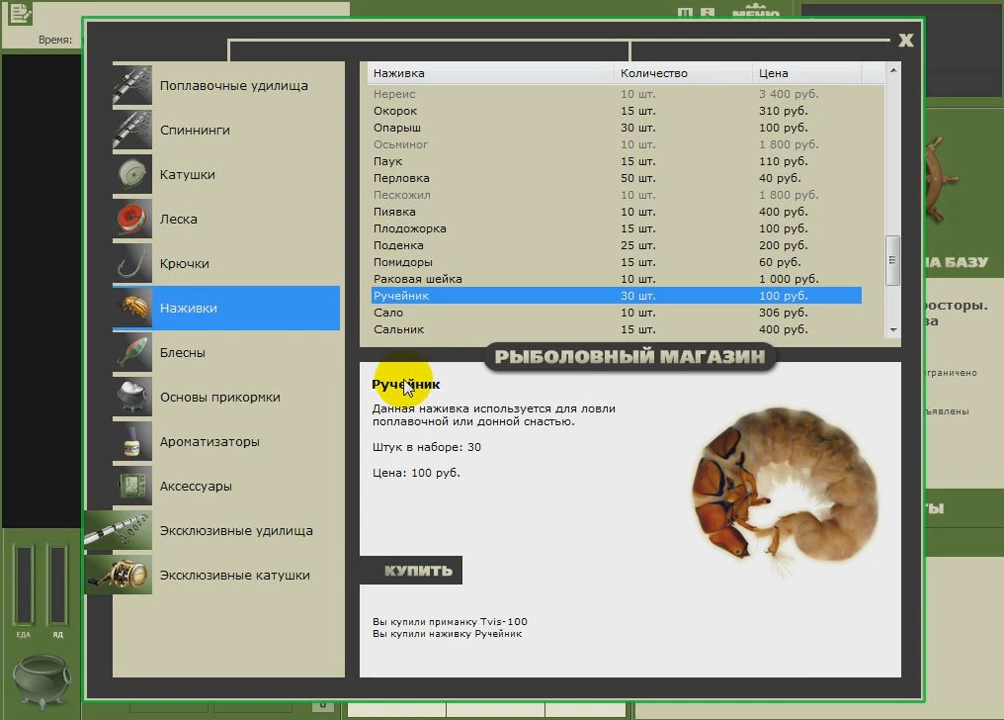 МЕНЮ
Время:
X
Поплавочные удилища
Спиннинги
Катушки
Леска
Крючки
Наживки
Блесны
Основы прикормки
Ароматизаторы
Аксессуары
Эксклюзивные удилища
Эксклюзивные катушки
Наживка Количество Цена
Нереис 10 шт. 3 400 руб.
Окорок 15 шт. 310 руб.
Опарыш 30 шт. 100 руб.
Осьминог 10 шт. 1 800 руб.
Паук 15 шт. 110 руб.
Перловка 50 шт. 40 руб.
Пескожил 10 шт. 1 800 руб.
Пиявка 10 шт. 400 руб.
Плодожорка 15 шт. 100 руб.
Поденка 25 шт. 200 руб.
Помидоры 15 шт. 60 руб.
Раковая шейка 10 шт. 1 000 руб.
Ручейник 30 шт. 100 руб.
Сало 10 шт. 306 руб.
Сальник 15 шт. 400 руб.
РЫБОЛОВНЫЙ МАГАЗИН
Ручейник
Данная наживка используется для ловли
поплавочной или донной снастью.
Штук в наборе: 30
Цена: 100 руб.
КУПИТЬ
Вы купили приманку Tvis-100
Вы купили наживку Ручейник
НА БАЗУ
осторы.
ва
ограничено
ъявлены
ТЫ
ЕДА ЯД